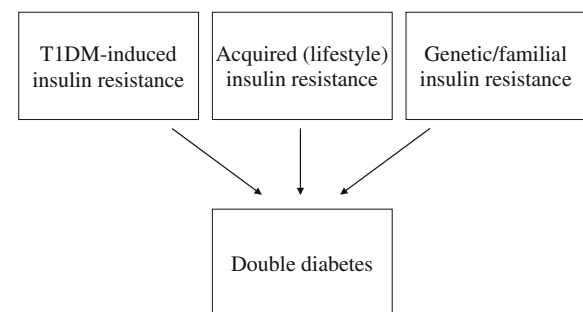 T1DM-induced
insulin resistance
Acquired (lifestyle)
insulin resistance
Genetic/familial
insulin resistance
Double diabetes